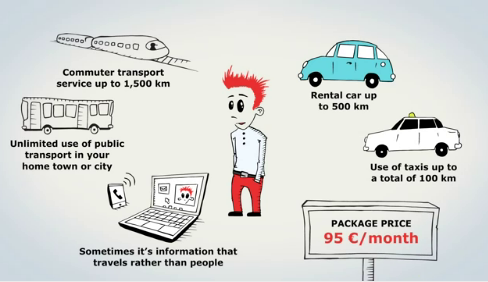 Commuter transport
service up to 1,500 km
Rental car up
to 500 km
Unlimited use of public
transport in your
home town or city
Use of taxis up to
a total of 100 km
Sometimes it's information that
travels rather than people
PACKAGE PRICE
95 €/month